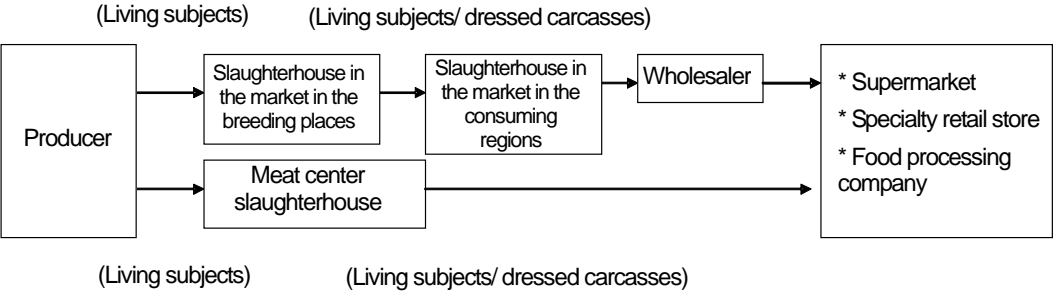 (Living subjects)
(Living subjects/ dressed carcasses)
Producer
Slaughterhouse in
the market in the
breeding places
Slaughterhouse in
the market in the
consuming
regions
Wholesaler
* Supermarket
* Specialty retail store
* Food processing
company
Meat center
slaughterhouse
(Living subjects)
(Living subjects/ dressed carcasses)